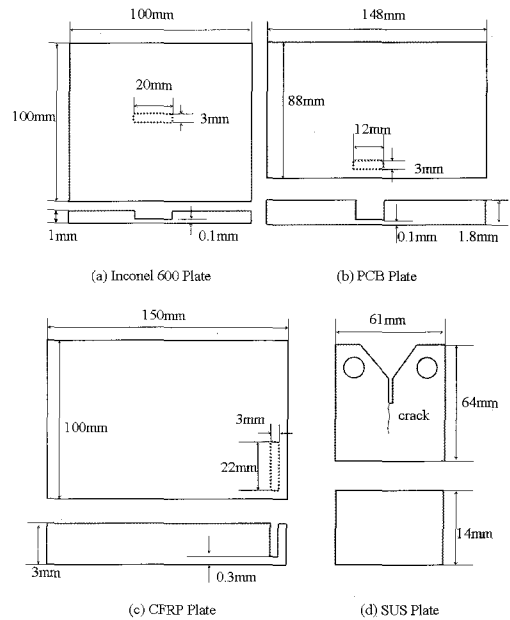 100mm
148mm
20mm
100mm
3mm
88mm
12mm
3mm
1mm
0.1mm
0.1mm
1.8mm
(a) Inconel 600 Plate
(b) PCB Plate
150mm
61mm
3mm
100mm
22mm
64mm
crack
3mm
0.3mm
14mm
(c) CFRP Plate
(d) SUS Plate